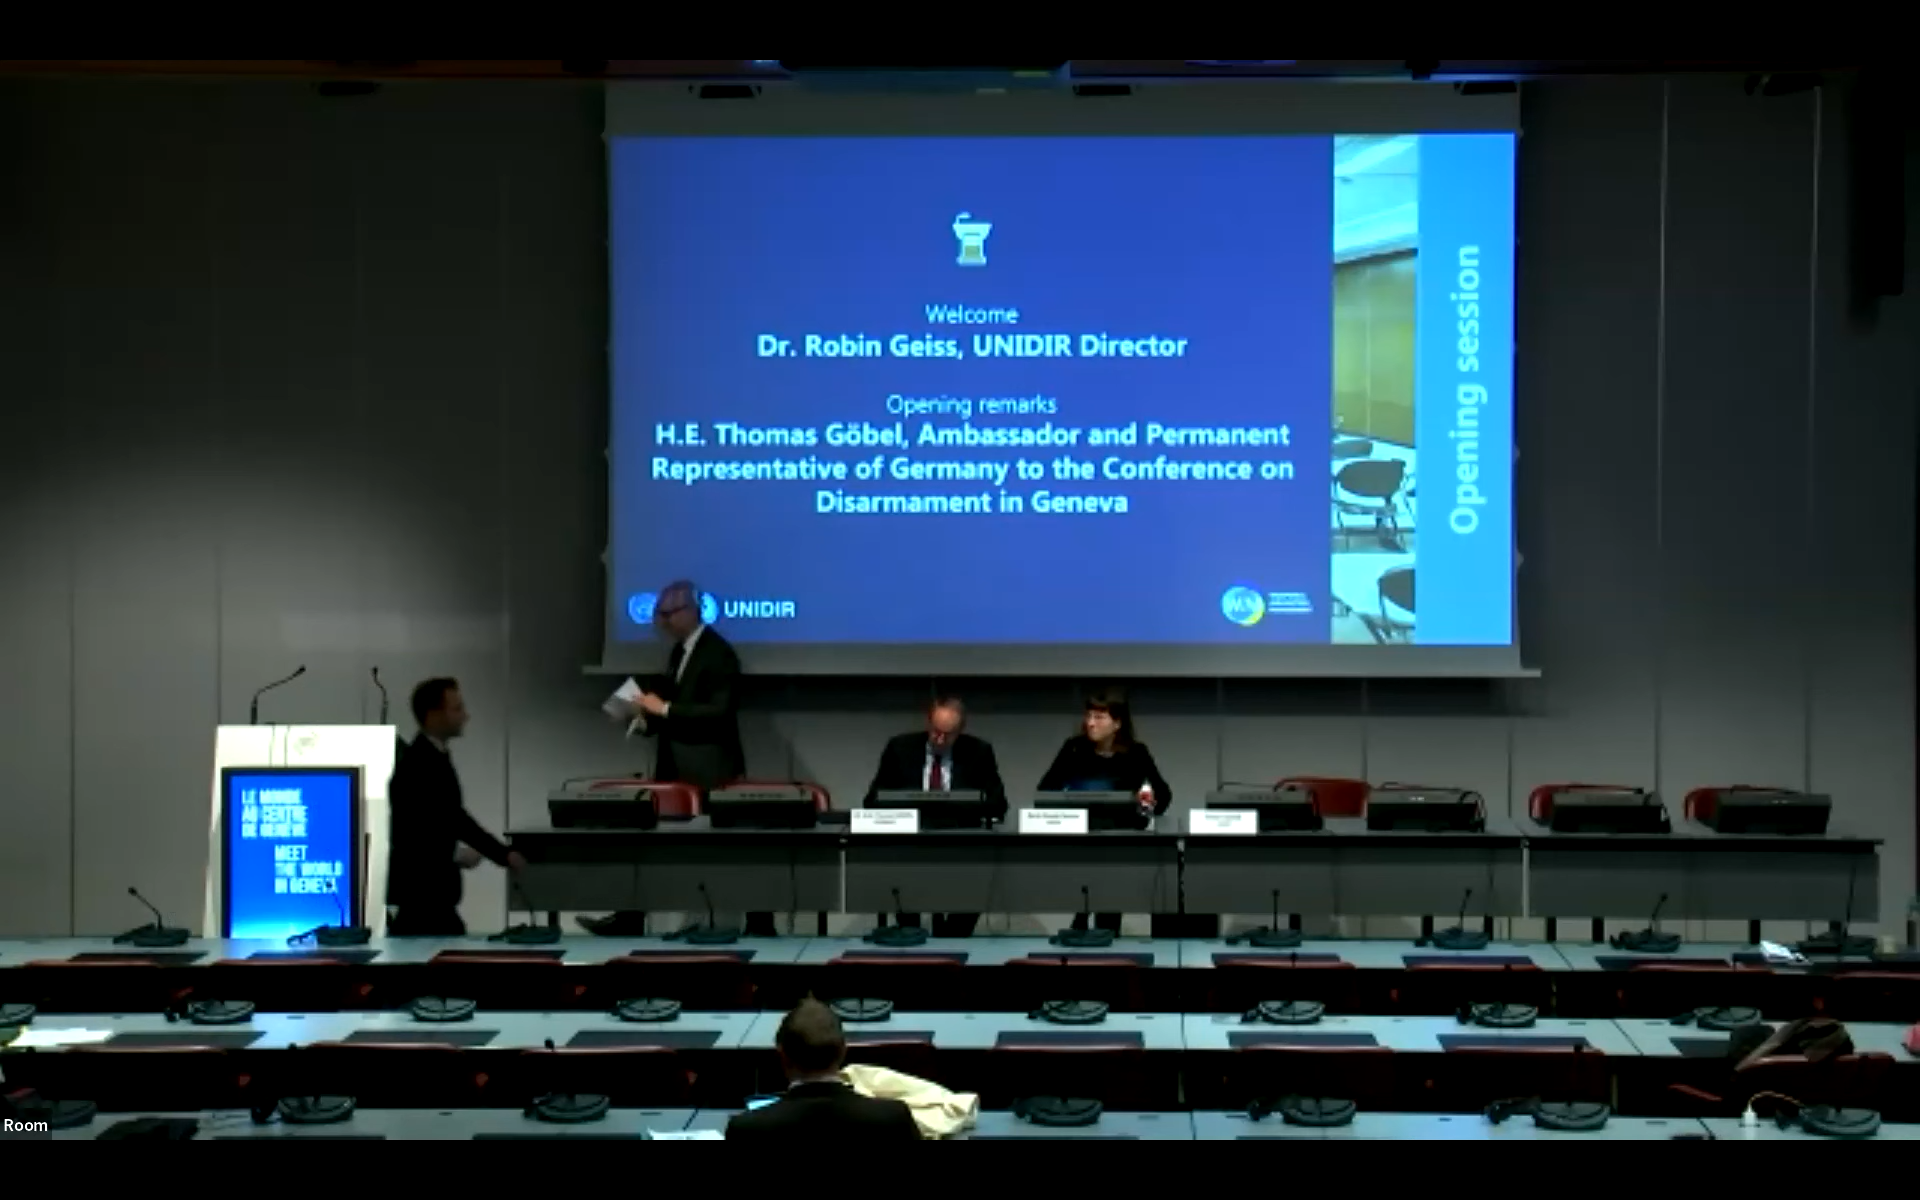 Welcome
Dr. Robin Geiss, UNIDIR Director
Opening remarks
H.E. Thomas Göbel, Ambassador and Permanent
Representative of Germany to the Conference on
Disarmament in Geneva
UNIDIR
Opening session
LE MONDE
AU CENTRE
DE GENÈVE
MEET
THE WORLD
IN GENEVA
Room